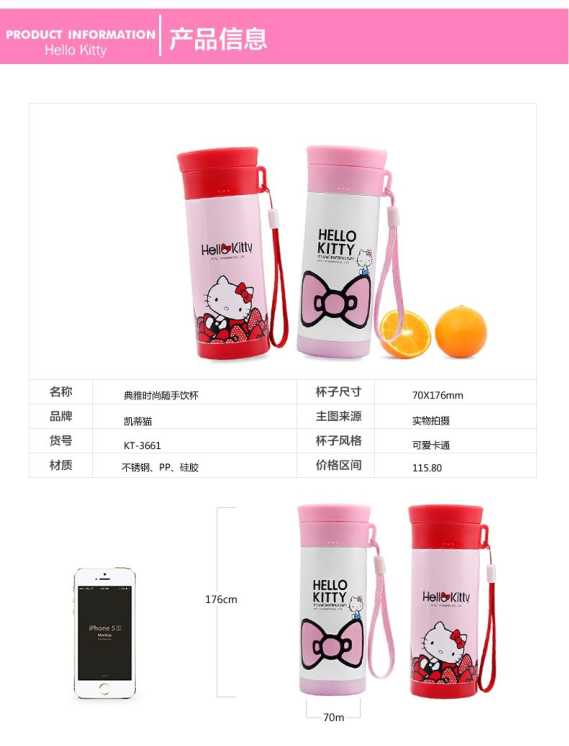 PRODUCT INFORMATION
Hello Kitty
产品信息
Hello Kitty
HELLO
KITTY
名称 典雅时尚随手饮杯 杯子尺寸 70X176mm
品牌 凯蒂猫 主图来源 实物拍摄
货号 KT-3661 杯子风格 可爱卡通
材质 不锈钢、PP、硅胶 价格区间 115.80
176cm
iPhone 5s
HELLO
KITTY
Hello Kitty
70m